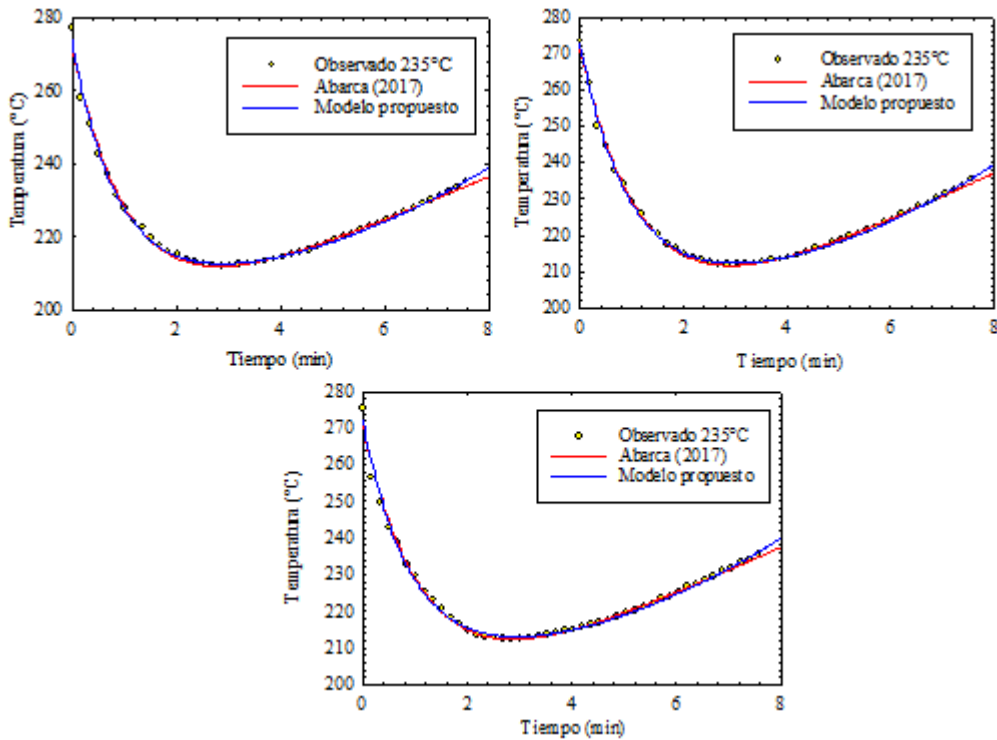 280
270
260
240
220
200
Temperatura (°C)
Observado 235°C
Abarca (2017)
Modelo propuesto
0
2
4
6
8
Tiempo (min)
280
270
260
250
240
230
220
210
200
Temperatura (°C)
Observado 235°C
Abarca (2017)
Modelo propuesto
0
2
4
6
8
Tiempo (min)
280
270
260
250
240
230
220
210
200
Temperatura (°C)
Observado 235°C
Abarca (2017)
Modelo propuesto
0
2
4
6
8
Tiempo (min)